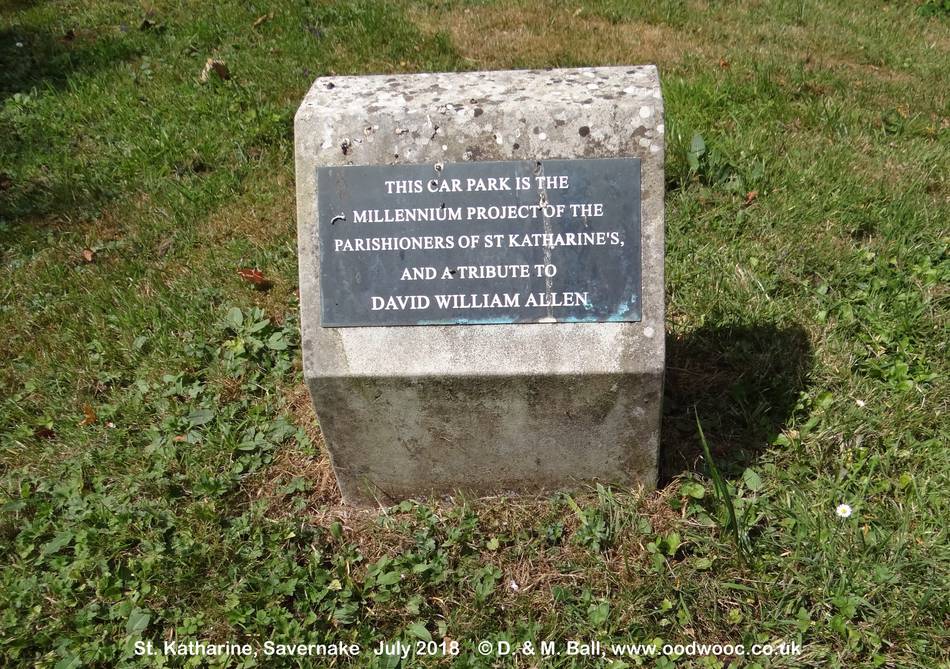 THIS CAR PARK IS THE
MILLENNIUM PROJECT OF THE
PARISHIONERS OF ST KATHARINE'S,
AND A TRIBUTE TO
DAVID WILLIAM ALLEN
St. Katharine, Savernake July 2018 © D. & M. Ball, www.oodwooc.co.uk